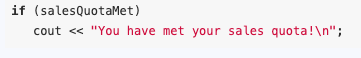 if (salesQuotaMet)
   cout << "You have met your sales quota!\n";